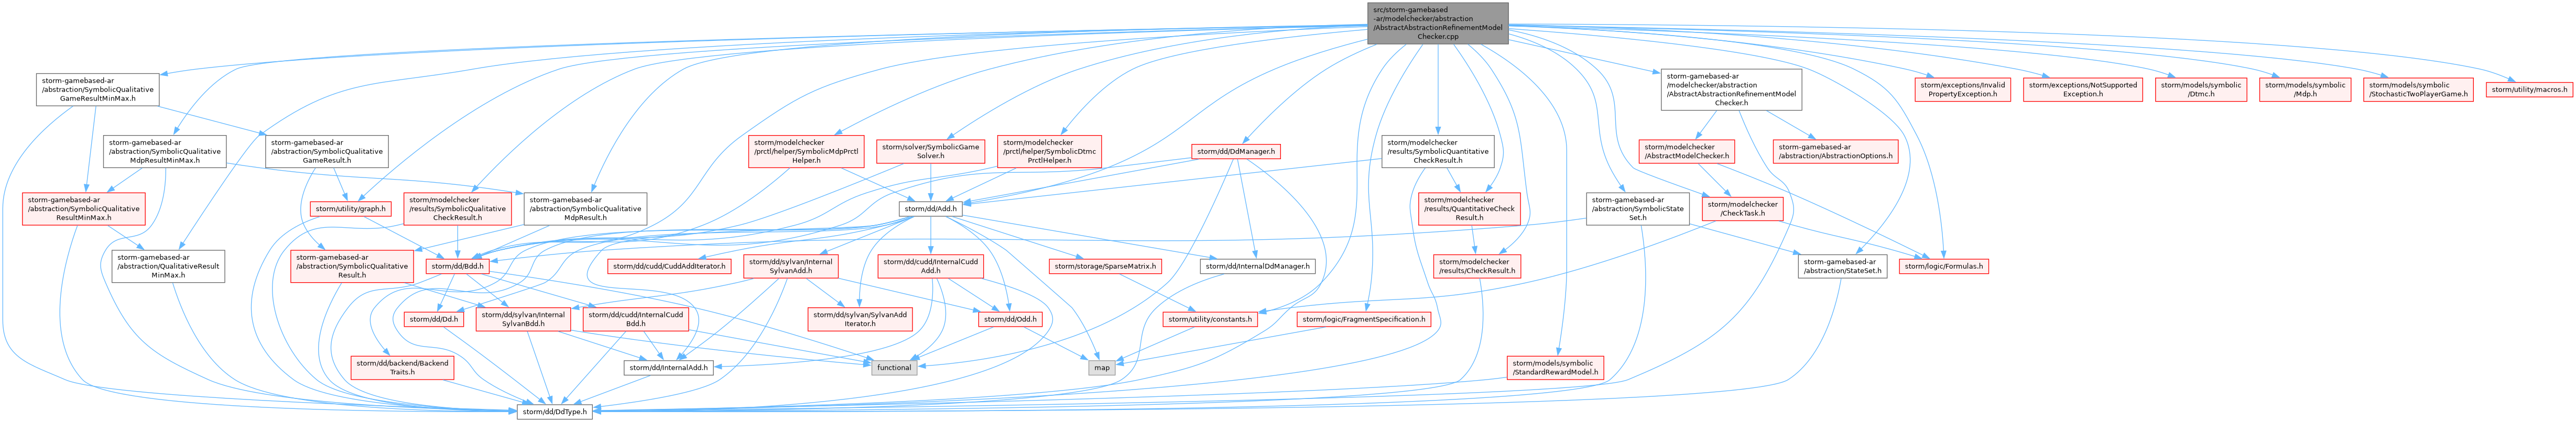 src/storm-gamebased
-ar/modelchecker/abstraction
/AbstractAbstractionRefinementModel
Checker.cpp
storm-gamebased-ar
/abstraction/SymbolicQualitative
GameResultMinMax.h
storm-gamebased-ar
/modelchecker/abstraction
/AbstractAbstractionRefinementModel
Checker.h
storm/exceptions/Invalid
PropertyException.h
storm/exceptions/NotSupported
Exception.h
storm/models/symbolic
/Dtmc.h
storm/models/symbolic
/Mdp.h
storm/models/symbolic
/StochasticTwoPlayerGame.h
storm/utility/macros.h
storm-gamebased-ar
/abstraction/SymbolicQualitative
MdpResultMinMax.h
storm-gamebased-ar
/abstraction/SymbolicQualitative
GameResult.h
storm/modelchecker
/prctl/helper/SymbolicMdpPrctl
Helper.h
storm/solver/SymbolicGame
Solver.h
storm/modelchecker
/prctl/helper/SymbolicDtmc
PrctlHelper.h
storm/dd/DdManager.h
storm/modelchecker
/results/SymbolicQuantitative
CheckResult.h
storm/modelchecker
/AbstractModelChecker.h
storm-gamebased-ar
/abstraction/AbstractionOptions.h
storm-gamebased-ar
/abstraction/SymbolicQualitative
ResultMinMax.h
storm/utility/graph.h
storm/modelchecker
/results/SymbolicQualitative
CheckResult.h
storm-gamebased-ar
/abstraction/SymbolicQualitative
MdpResult.h
storm/dd/Add.h
storm/modelchecker
/results/QuantitativeCheck
Result.h
storm-gamebased-ar
/abstraction/SymbolicState
Set.h
storm/modelchecker
/CheckTask.h
storm-gamebased-ar
/abstraction/QualitativeResult
MinMax.h
storm-gamebased-ar
/abstraction/SymbolicQualitative
Result.h
storm/dd/Bdd.h
storm/dd/cudd/CuddAddIterator.h
storm/dd/sylvan/Internal
SylvanAdd.h
storm/dd/cudd/InternalCudd
Add.h
storm/storage/SparseMatrix.h
storm/dd/InternalDdManager.h
storm/modelchecker
/results/CheckResult.h
storm-gamebased-ar
/abstraction/StateSet.h
storm/logic/Formulas.h
storm/dd/Dd.h
storm/dd/sylvan/Internal
SylvanBdd.h
storm/dd/cudd/InternalCudd
Bdd.h
storm/dd/sylvan/SylvanAdd
Iterator.h
storm/dd/Odd.h
storm/utility/constants.h
storm/logic/FragmentSpecification.h
storm/dd/backend/Backend
Traits.h
storm/dd/InternalAdd.h
functional
map
storm/models/symbolic
/StandardRewardModel.h
storm/dd/DdType.h